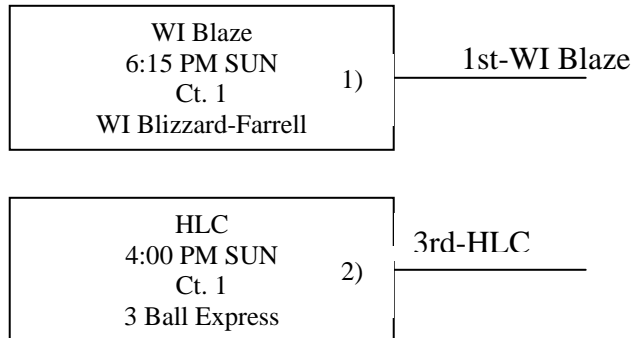 WI Blaze
6:15 PM SUN
1)
Ct. 1
WI Blizzard-Farrell
1st-WI Blaze
HLC
4:00 PM SUN
2)
Ct. 1
3 Ball Express
3rd-HLC